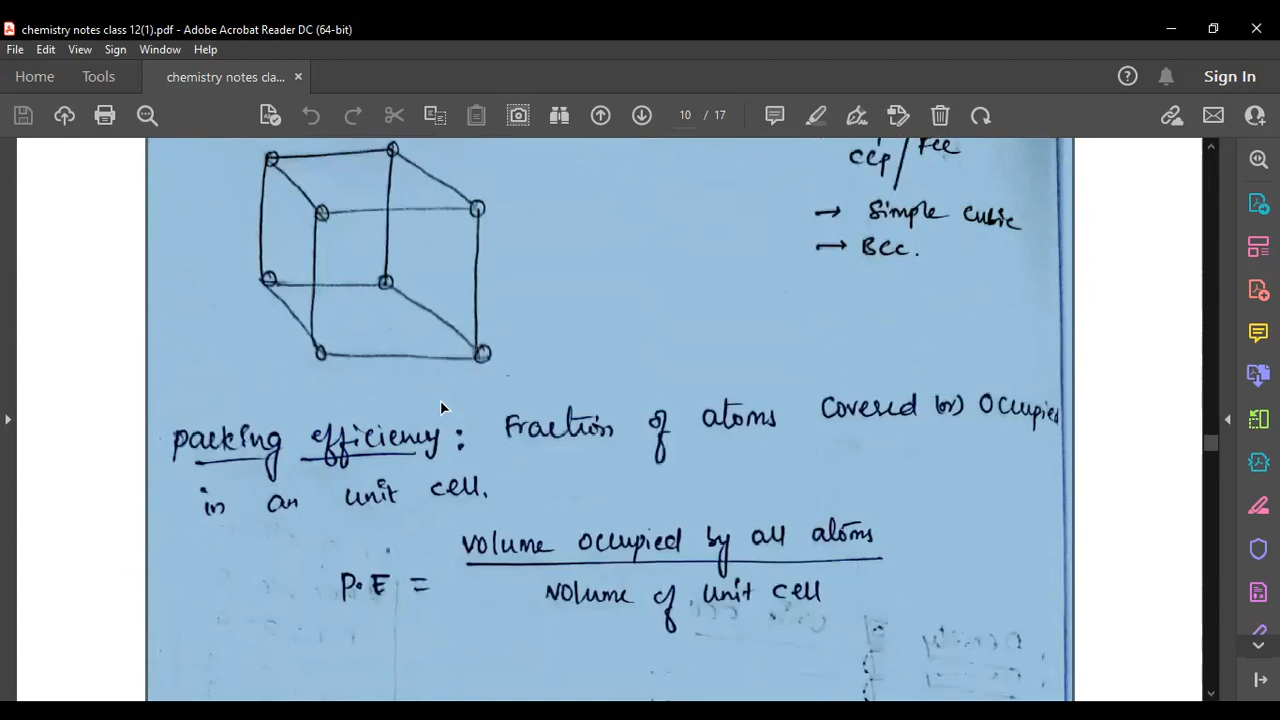 chemistry notes class 12(1).pdf - Adobe Acrobat Reader DC (64-bit)
File Edit View Sign Window Help
Home Tools chemistry notes cla... × Sign In
10 / 17
CCP / FCC
→ Simple cubic
→ BCC.
packing efficiency: Fraction of atoms covered (or) occupied
in an unit cell.
P.E = volume occupied by all atoms
volume of unit cell